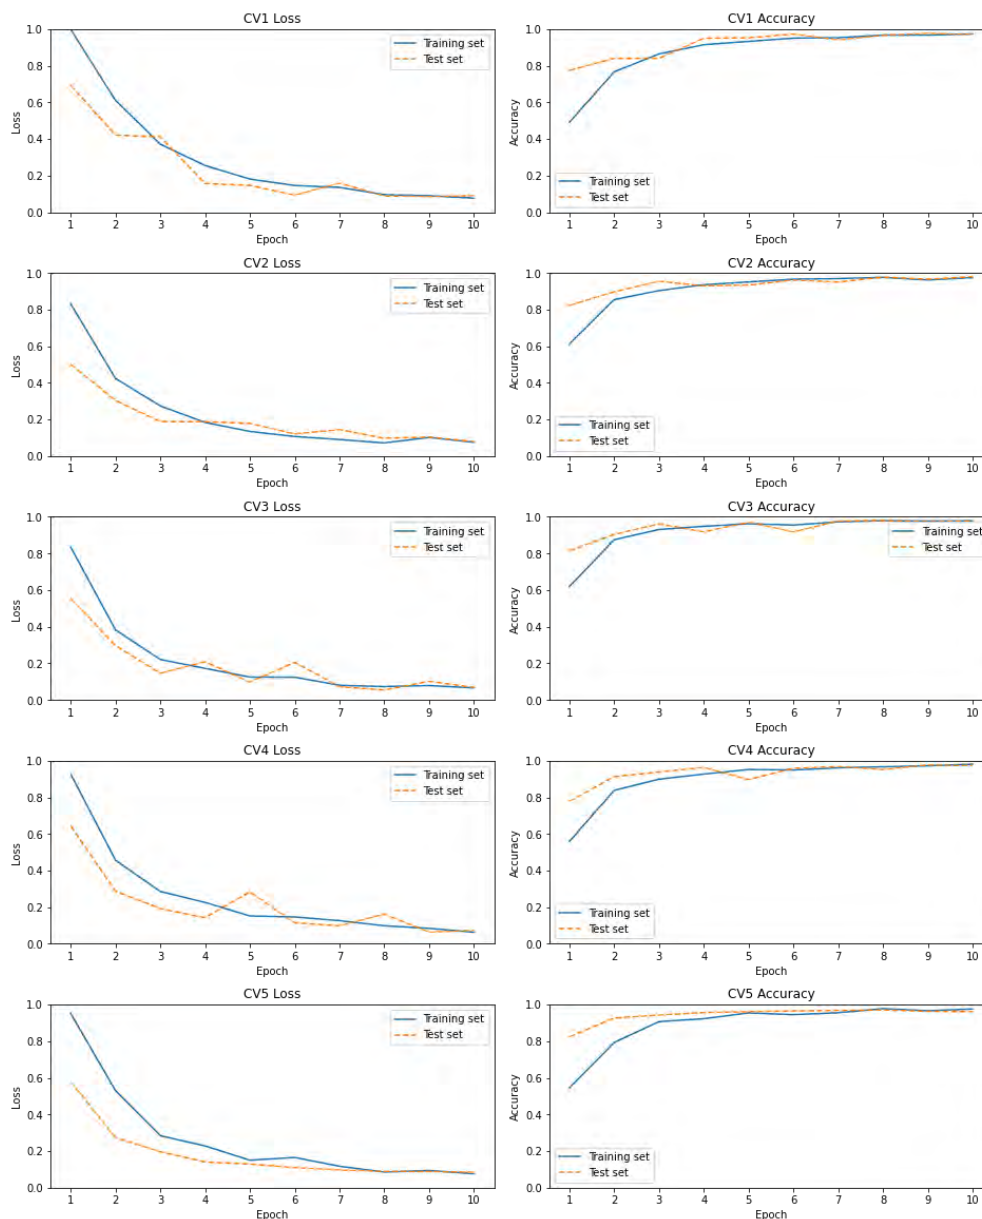 CV1 Loss
1.0
0.8
0.6
0.4
0.2
0.0
Loss
Training set
Test set
1 2 3 4 5 6 7 8 9 10
Epoch
CV1 Accuracy
1.0
0.8
0.6
0.4
0.2
0.0
Accuracy
Training set
Test set
1 2 3 4 5 6 7 8 9 10
Epoch
CV2 Loss
1.0
0.8
0.6
0.4
0.2
0.0
Loss
Training set
Test set
1 2 3 4 5 6 7 8 9 10
Epoch
CV2 Accuracy
1.0
0.8
0.6
0.4
0.2
0.0
Accuracy
Training set
Test set
1 2 3 4 5 6 7 8 9 10
Epoch
CV3 Loss
1.0
0.8
0.6
0.4
0.2
0.0
Loss
Training set
Test set
1 2 3 4 5 6 7 8 9 10
Epoch
CV3 Accuracy
1.0
0.8
0.6
0.4
0.2
0.0
Accuracy
Training set
Test set
1 2 3 4 5 6 7 8 9 10
Epoch
CV4 Loss
1.0
0.8
0.6
0.4
0.2
0.0
Loss
Training set
Test set
1 2 3 4 5 6 7 8 9 10
Epoch
CV4 Accuracy
1.0
0.8
0.6
0.4
0.2
0.0
Accuracy
Training set
Test set
1 2 3 4 5 6 7 8 9 10
Epoch
CV5 Loss
1.0
0.8
0.6
0.4
0.2
0.0
Loss
Training set
Test set
1 2 3 4 5 6 7 8 9 10
Epoch
CV5 Accuracy
1.0
0.8
0.6
0.4
0.2
0.0
Accuracy
Training set
Test set
1 2 3 4 5 6 7 8 9 10
Epoch